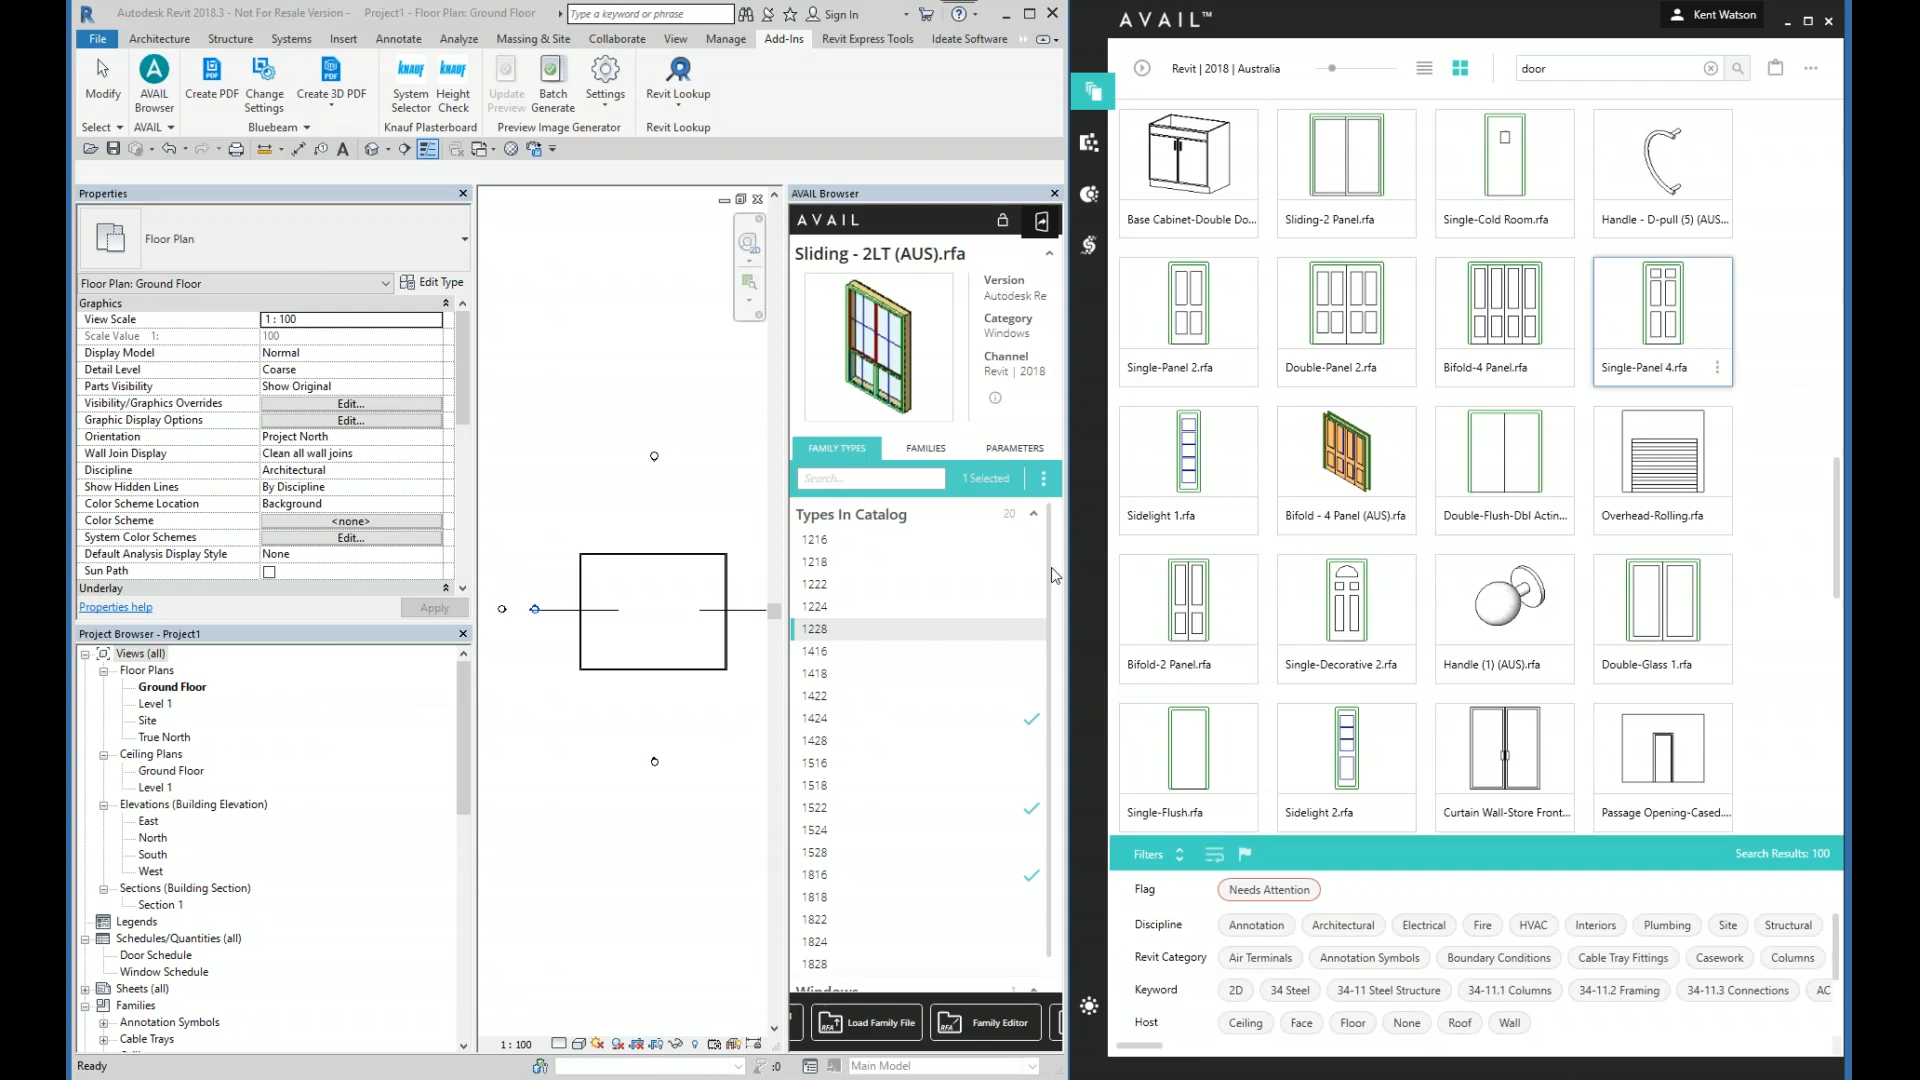 Autodesk Revit 2018.3 - Not For Resale Version - Project1 - Floor Plan: Ground Floor
Type a keyword or phrase
Sign In
File Architecture Structure Systems Insert Annotate Analyze Massing & Site Collaborate View Manage Add-Ins Revit Express Tools Ideate Software
Modify
AVAIL Browser
Create PDF
Change Settings
Create 3D PDF
KNAUF KNAUF
System Selector
Height Check
Update Preview
Batch Generate
Settings
Revit Lookup
Select AVAIL Bluebeam Knauf Plasterboard Preview Image Generator Revit Lookup
Properties
Floor Plan
Floor Plan: Ground Floor
Edit Type
Graphics
View Scale 1 : 100
Scale Value 1: 100
Display Model Normal
Detail Level Coarse
Parts Visibility Show Original
Visibility/Graphics Overrides Edit...
Graphic Display Options Edit...
Orientation Project North
Wall Join Display Clean all wall joins
Discipline Architectural
Show Hidden Lines By Discipline
Color Scheme Location Background
Color Scheme <none>
System Color Schemes Edit...
Default Analysis Display Style None
Sun Path
Underlay
Properties help Apply
Project Browser - Project1
Views (all)
Floor Plans
Ground Floor
Level 1
Site
True North
Ceiling Plans
Ground Floor
Level 1
Elevations (Building Elevation)
East
North
South
West
Sections (Building Section)
Section 1
Legends
Schedules/Quantities (all)
Door Schedule
Window Schedule
Sheets (all)
Families
Annotation Symbols
Cable Trays
Ready
1 : 100
:0
Main Model
AVAIL Browser
AVAIL
Sliding - 2LT (AUS).rfa
Version
Autodesk Re
Category
Windows
Channel
Revit | 2018
FAMILY TYPES FAMILIES PARAMETERS
Search... 1 Selected
Types In Catalog 20
1216
1218
1222
1224
1228
1416
1418
1422
1424
1428
1516
1518
1522
1524
1528
1816
1818
1822
1824
1828
Windows 1
Load Family File Family Editor
AVAIL™
Kent Watson
Revit | 2018 | Australia
door
Base Cabinet-Double Do... Sliding-2 Panel.rfa Single-Cold Room.rfa Handle - D-pull (5) (AUS...
Single-Panel 2.rfa Double-Panel 2.rfa Bifold-4 Panel.rfa Single-Panel 4.rfa
Sidelight 1.rfa Bifold - 4 Panel (AUS).rfa Double-Flush-Dbl Actin... Overhead-Rolling.rfa
Bifold-2 Panel.rfa Single-Decorative 2.rfa Handle (1) (AUS).rfa Double-Glass 1.rfa
Single-Flush.rfa Sidelight 2.rfa Curtain Wall-Store Front... Passage Opening-Cased....
Filters Search Results: 100
Flag Needs Attention
Discipline Annotation Architectural Electrical Fire HVAC Interiors Plumbing Site Structural
Revit Category Air Terminals Annotation Symbols Boundary Conditions Cable Tray Fittings Casework Columns
Keyword 2D 34 Steel 34-11 Steel Structure 34-11.1 Columns 34-11.2 Framing 34-11.3 Connections AC
Host Ceiling Face Floor None Roof Wall